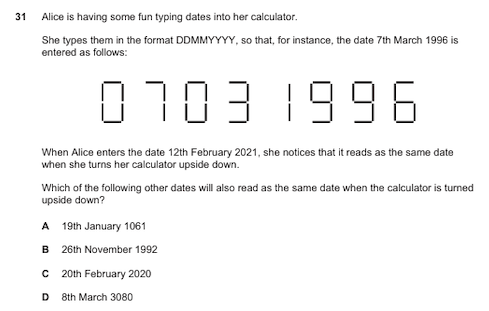 31 Alice is having some fun typing dates into her calculator.
She types them in the format DDMMYYYY, so that, for instance, the date 7th March 1996 is
entered as follows:
07031996
When Alice enters the date 12th February 2021, she notices that it reads as the same date
when she turns her calculator upside down.
Which of the following other dates will also read as the same date when the calculator is turned
upside down?
A 19th January 1061
B 26th November 1992
C 20th February 2020
D 8th March 3080